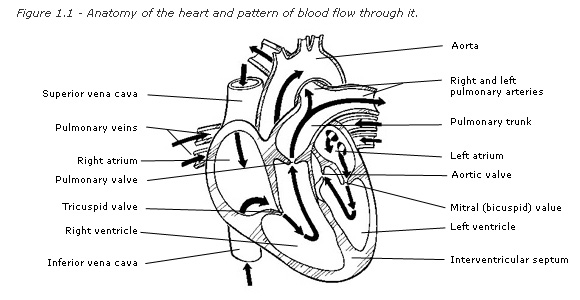 Figure 1.1 - Anatomy of the heart and pattern of blood flow through it.
Superior vena cava
Pulmonary veins
Right atrium
Pulmonary valve
Tricuspid valve
Right ventricle
Inferior vena cava
Aorta
Right and left
pulmonary arteries
Pulmonary trunk
Left atrium
Aortic valve
Mitral (bicuspid) value
Left ventricle
Interventricular septum